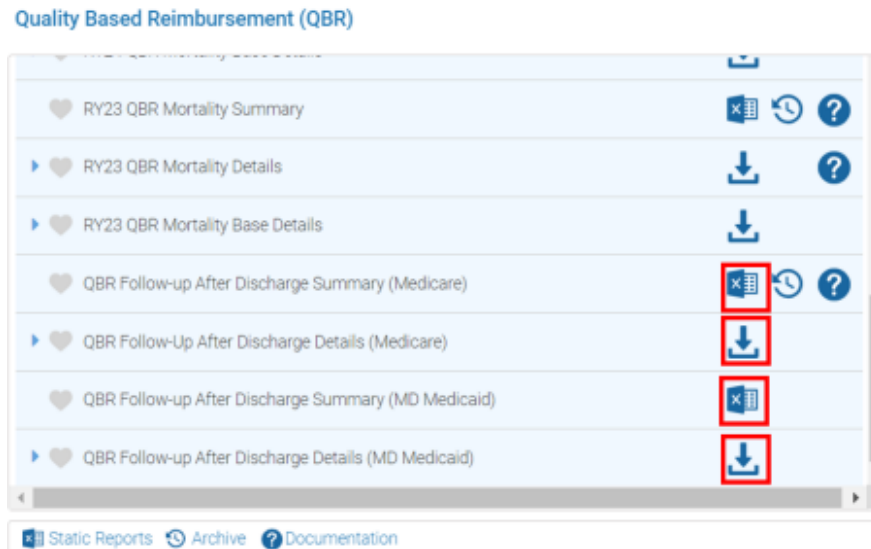 Quality Based Reimbursement (QBR)
RY23 QBR Mortality Summary
RY23 QBR Mortality Details
RY23 QBR Mortality Base Details
QBR Follow-up After Discharge Summary (Medicare)
QBR Follow-Up After Discharge Details (Medicare)
QBR Follow-up After Discharge Summary (MD Medicaid)
QBR Follow-up After Discharge Details (MD Medicaid)
Static Reports Archive Documentation